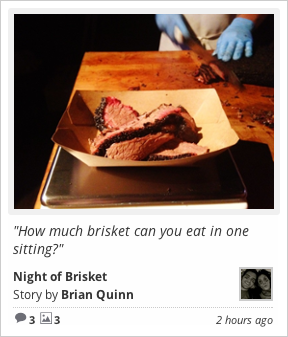 "How much brisket can you eat in one
sitting?"
Night of Brisket
Story by Brian Quinn
3 3 2 hours ago